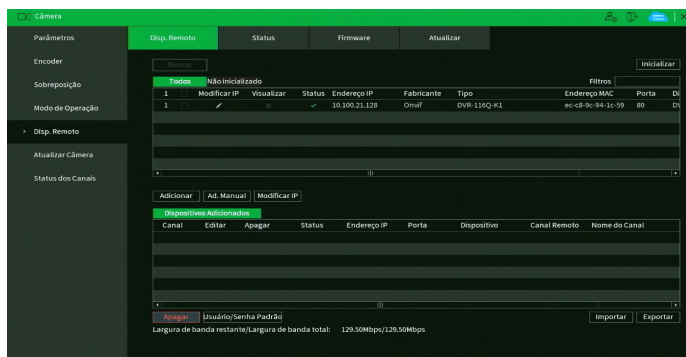 Câmera
Parâmetros
Encoder
Sobreposição
Modo de Operação
Disp. Remoto
Atualizar Câmera
Status dos Canais
Disp. Remoto Status Firmware Atualizar
Buscar Inicializar
Todos Não inicializado Filtros
1 Modificar IP Visualizar Status Endereço IP Fabricante Tipo Endereço MAC Porta Di
1 10.100.21.128 Onvif DVR-116Q-K1 ec-c8-9c-94-1c-59 80 DV
Adicionar Ad. Manual Modificar IP
Dispositivos Adicionados
Canal Editar Apagar Status Endereço IP Porta Dispositivo Canal Remoto Nome do Canal
Apagar Usuário/Senha Padrão Importar Exportar
Largura de banda restante/Largura de banda total: 129.50Mbps/129.50Mbps